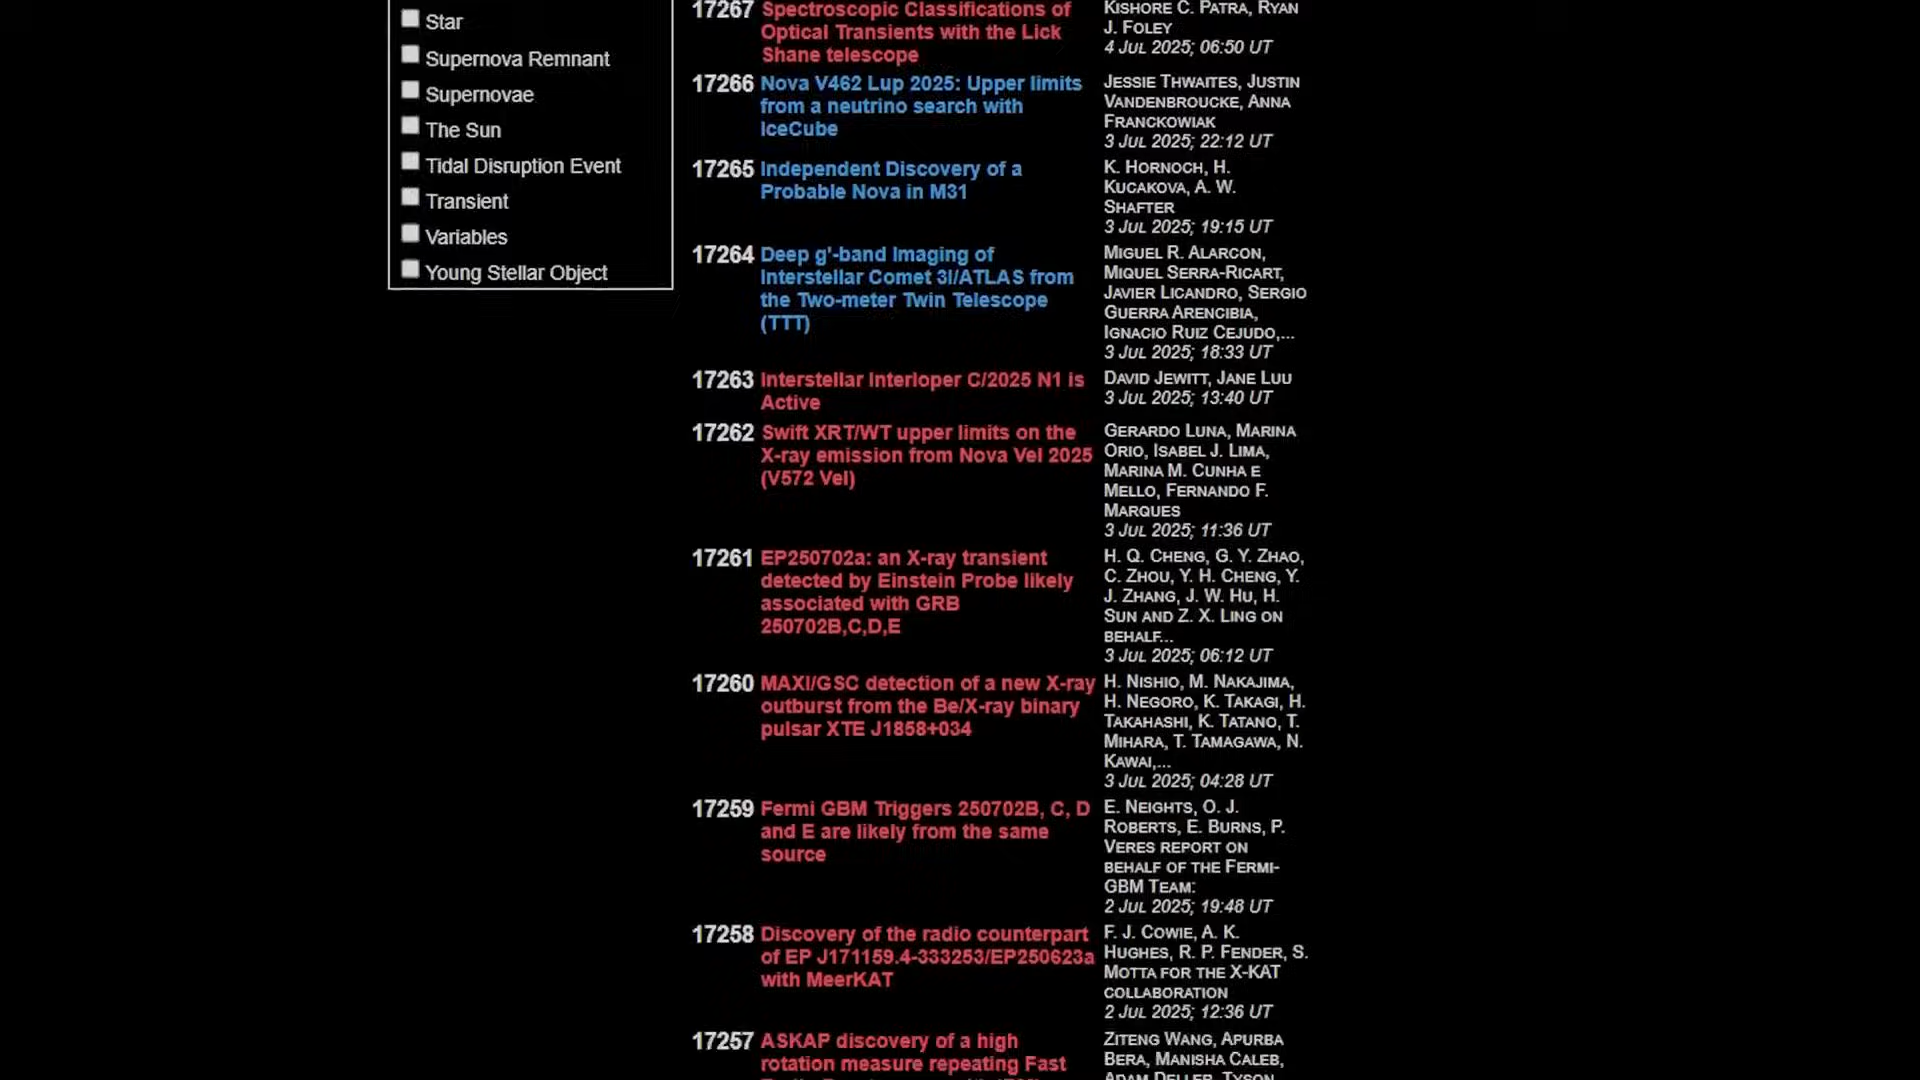 Star
Supernova Remnant
Supernovae
The Sun
Tidal Disruption Event
Transient
Variables
Young Stellar Object
17267 Spectroscopic Classifications of
Optical Transients with the Lick
Shane telescope
Kishore C. Patra, Ryan
J. Foley
4 Jul 2025; 06:50 UT
17266 Nova V462 Lup 2025: Upper limits
from a neutrino search with
IceCube
Jessie Thwaites, Justin
Vandenbroucke, Anna
Franckowiak
3 Jul 2025; 22:12 UT
17265 Independent Discovery of a
Probable Nova in M31
K. Hornoch, H.
Kucakova, A. W.
Shafter
3 Jul 2025; 19:15 UT
17264 Deep g'-band Imaging of
Interstellar Comet 3I/ATLAS from
the Two-meter Twin Telescope
(TTT)
Miguel R. Alarcon,
Miquel Serra-Ricart,
Javier Licandro, Sergio
Guerra Arencibia,
Ignacio Ruiz Cejudo,...
3 Jul 2025; 18:33 UT
17263 Interstellar Interloper C/2025 N1 is
Active
David Jewitt, Jane Luu
3 Jul 2025; 13:40 UT
17262 Swift XRT/WT upper limits on the
X-ray emission from Nova Vel 2025
(V572 Vel)
Gerardo Luna, Marina
Orio, Isabel J. Lima,
Marina M. Cunha e
Mello, Fernando F.
Marques
3 Jul 2025; 11:36 UT
17261 EP250702a: an X-ray transient
detected by Einstein Probe likely
associated with GRB
250702B,C,D,E
H. Q. Cheng, G. Y. Zhao,
C. Zhou, Y. H. Cheng, Y.
J. Zhang, J. W. Hu, H.
Sun and Z. X. Ling on
behalf...
3 Jul 2025; 06:12 UT
17260 MAXI/GSC detection of a new X-ray
outburst from the Be/X-ray binary
pulsar XTE J1858+034
H. Nishio, M. Nakajima,
H. Negoro, K. Takagi, H.
Takahashi, K. Tatano, T.
Mihara, T. Tamagawa, N.
Kawai,...
3 Jul 2025; 04:28 UT
17259 Fermi GBM Triggers 250702B, C, D
and E are likely from the same
source
E. Neights, O. J.
Roberts, E. Burns, P.
Veres report on
behalf of the Fermi-
GBM Team:
2 Jul 2025; 19:48 UT
17258 Discovery of the radio counterpart
of EP J171159.4-333253/EP250623a
with MeerKAT
F. J. Cowie, A. K.
Hughes, R. P. Fender, S.
Motta for the X-KAT
collaboration
2 Jul 2025; 12:36 UT
17257 ASKAP discovery of a high
rotation measure repeating Fast
Ziteng Wang, Apurba
Bera, Manisha Caleb,
Adam Deller, Tyson